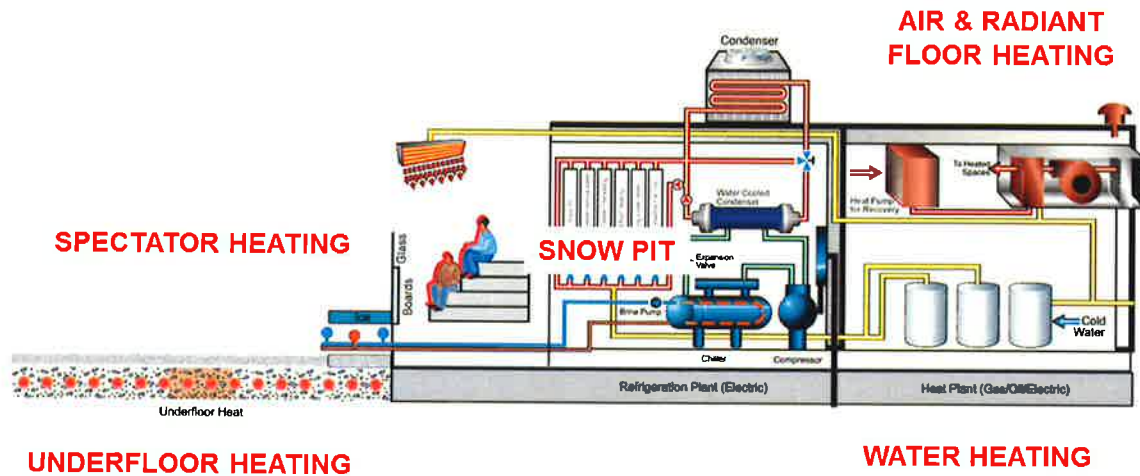 AIR & RADIANT
FLOOR HEATING
Condenser
To Heated
Spaces
Water Cooled
Condenser
Heat Pump
for Recovery
SPECTATOR HEATING
Glass
SNOW PIT
Expansion
Valve
Boards
Ice
Brine Pump
Cold
Water
Chiller
Compressor
Refrigeration Plant (Electric)
Heat Plant (Gas/Oil/Electric)
Underfloor Heat
UNDERFLOOR HEATING
WATER HEATING